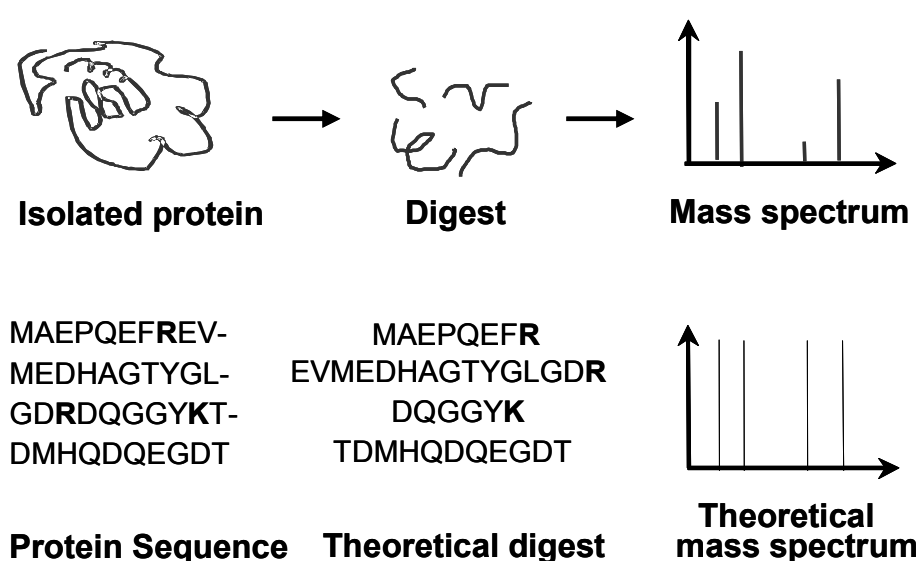 Isolated protein
Digest
Mass spectrum
MAEPQEFREV-
MEDHAGTYGL-
GDRDQGGYKT-
DMHQDQEGDT
Protein Sequence
MAEPQEFR
EVMEDHAGTYGLGDR
DQGGYK
TDMHQDQEGDT
Theoretical digest
Theoretical
mass spectrum